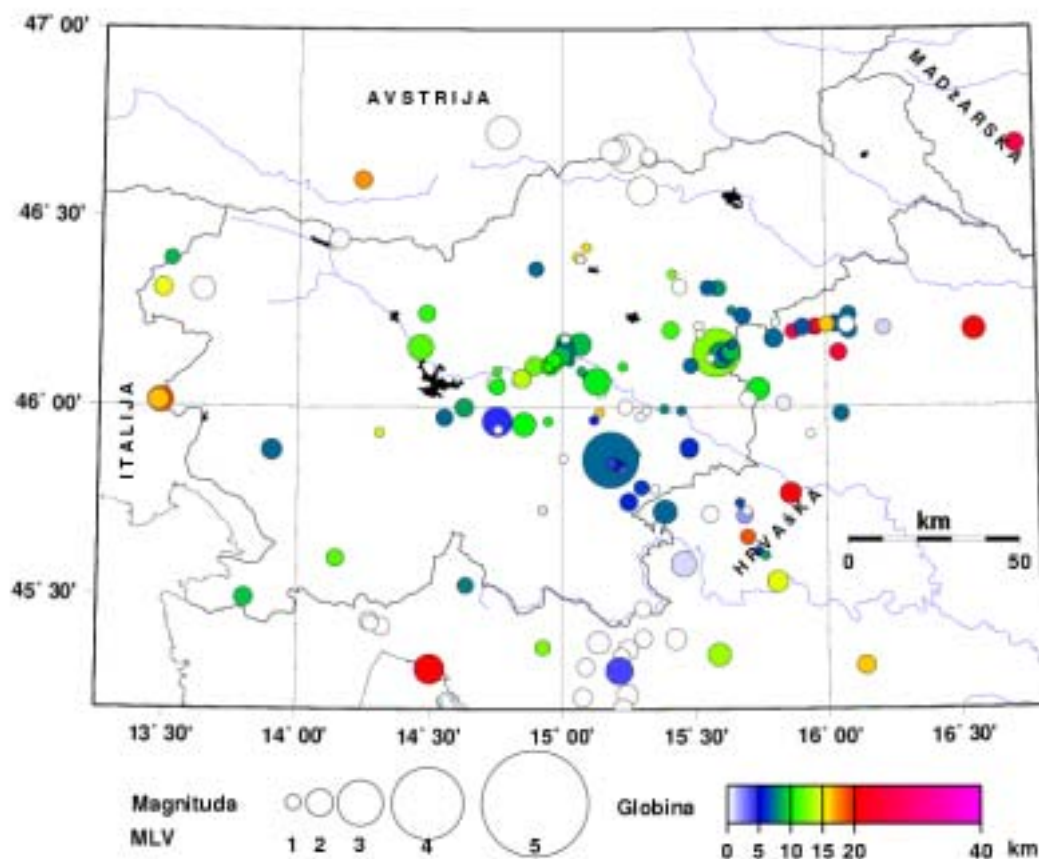 47° 00'
AVSTRIJA
MADŽARSKA
46° 30'
46° 00'
ITALIJA
HRVAŠKA
km
0 50
45° 30'
13° 30' 14° 00' 14° 30' 15° 00' 15° 30' 16° 00' 16° 30'
Magnituda
MLV
1 2 3 4 5
Globina
0 5 10 15 20 40 km